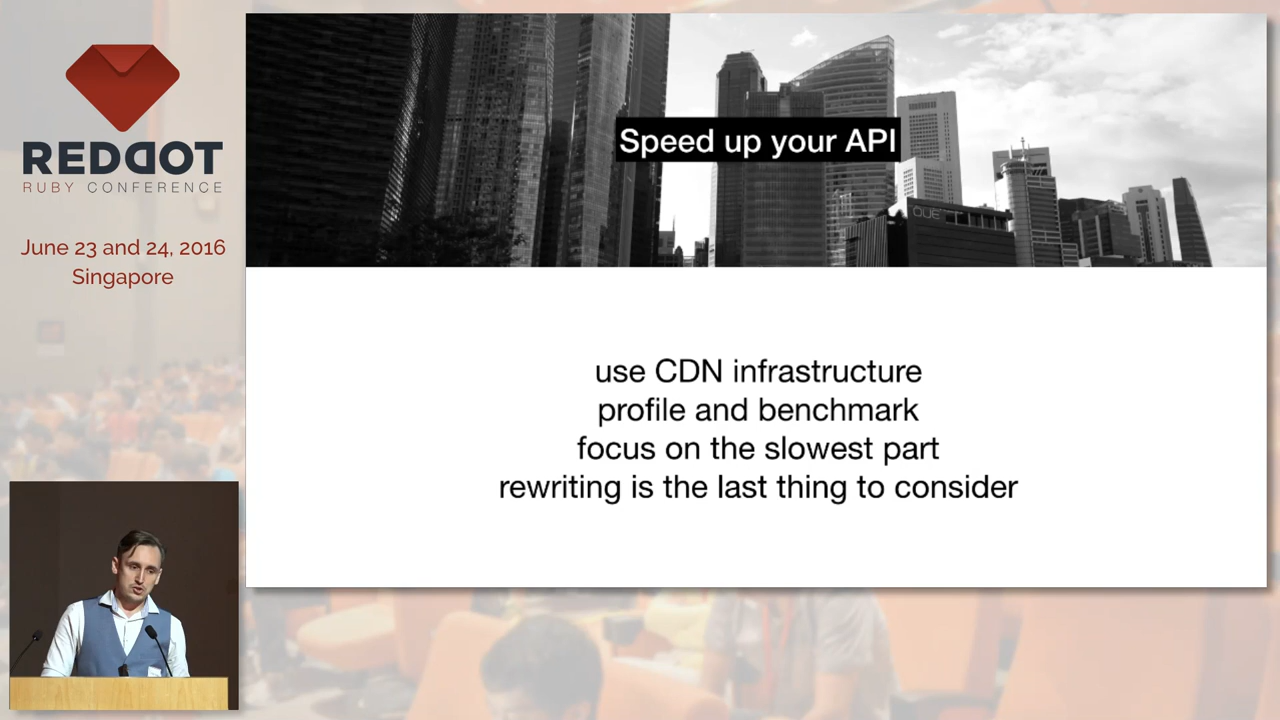 REDDOT
RUBY CONFERENCE
June 23 and 24, 2016
Singapore
Speed up your API
OUE
use CDN infrastructure
profile and benchmark
focus on the slowest part
rewriting is the last thing to consider